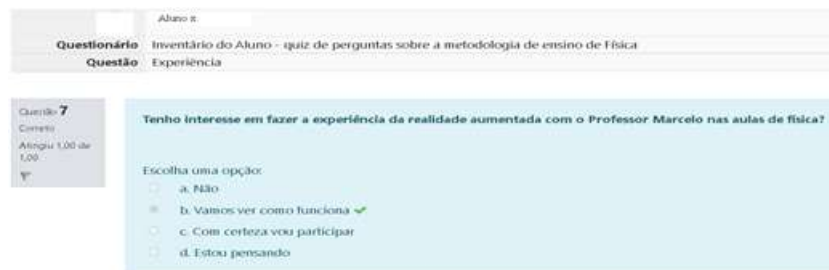 Aluno x
Questionário Inventário do Aluno - quiz de perguntas sobre a metodologia de ensino de Física
Questão Experiência
Questão 7
Correto
Atingiu 1,00 de
1,00
Tenho interesse em fazer a experiência da realidade aumentada com o Professor Marcelo nas aulas de física?
Escolha uma opção:
a. Não
b. Vamos ver como funciona
c. Com certeza vou participar
d. Estou pensando